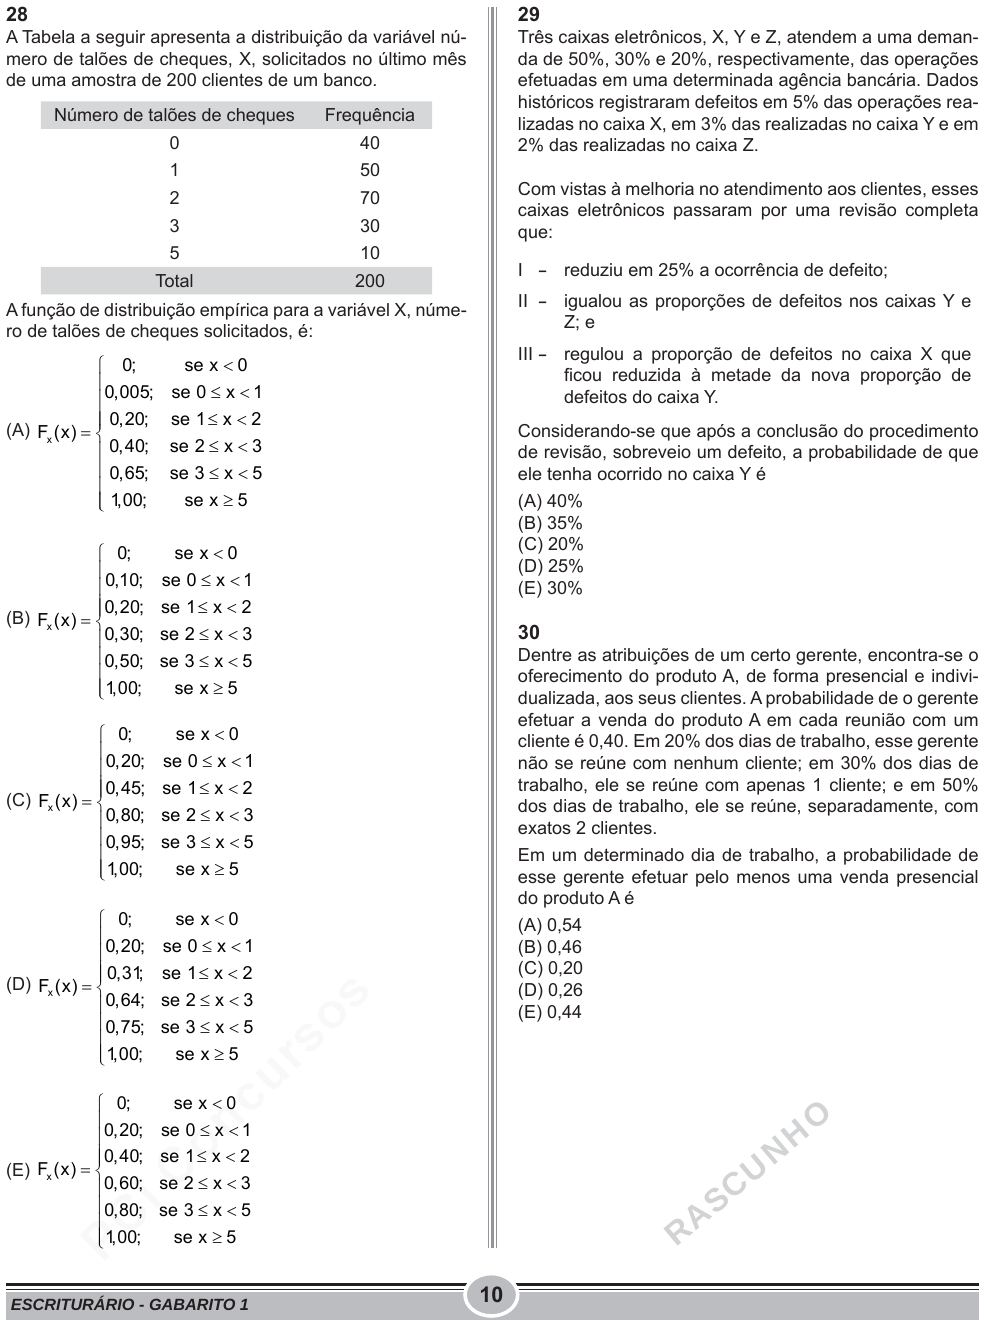 28
A Tabela a seguir apresenta a distribuição da variável nú-
mero de talões de cheques, X, solicitados no último mês
de uma amostra de 200 clientes de um banco.
Número de talões de cheques Frequência
0 40
1 50
2 70
3 30
5 10
Total 200
A função de distribuição empírica para a variável X, núme-
ro de talões de cheques solicitados, é:
0; se x < 0
0,005; se 0 ≤ x < 1
0,20; se 1 ≤ x < 2
(A) Fx(x) =
0,40; se 2 ≤ x < 3
0,65; se 3 ≤ x < 5
1,00; se x ≥ 5
0; se x < 0
0,10; se 0 ≤ x < 1
0,20; se 1 ≤ x < 2
(B) Fx(x) =
0,30; se 2 ≤ x < 3
0,50; se 3 ≤ x < 5
1,00; se x ≥ 5
0; se x < 0
0,20; se 0 ≤ x < 1
0,45; se 1 ≤ x < 2
(C) Fx(x) =
0,80; se 2 ≤ x < 3
0,95; se 3 ≤ x < 5
1,00; se x ≥ 5
0; se x < 0
0,20; se 0 ≤ x < 1
0,31; se 1 ≤ x < 2
(D) Fx(x) =
0,64; se 2 ≤ x < 3
0,75; se 3 ≤ x < 5
1,00; se x ≥ 5
0; se x < 0
0,20; se 0 ≤ x < 1
0,40; se 1 ≤ x < 2
(E) Fx(x) =
0,60; se 2 ≤ x < 3
0,80; se 3 ≤ x < 5
1,00; se x ≥ 5
29
Três caixas eletrônicos, X, Y e Z, atendem a uma deman-
da de 50%, 30% e 20%, respectivamente, das operações
efetuadas em uma determinada agência bancária. Dados
históricos registraram defeitos em 5% das operações rea-
lizadas no caixa X, em 3% das realizadas no caixa Y e em
2% das realizadas no caixa Z.
Com vistas à melhoria no atendimento aos clientes, esses
caixas eletrônicos passaram por uma revisão completa
que:
I – reduziu em 25% a ocorrência de defeito;
II – igualou as proporções de defeitos nos caixas Y e
Z; e
III – regulou a proporção de defeitos no caixa X que
ficou reduzida à metade da nova proporção de
defeitos do caixa Y.
Considerando-se que após a conclusão do procedimento
de revisão, sobreveio um defeito, a probabilidade de que
ele tenha ocorrido no caixa Y é
(A) 40%
(B) 35%
(C) 20%
(D) 25%
(E) 30%
30
Dentre as atribuições de um certo gerente, encontra-se o
oferecimento do produto A, de forma presencial e indivi-
dualizada, aos seus clientes. A probabilidade de o gerente
efetuar a venda do produto A em cada reunião com um
cliente é 0,40. Em 20% dos dias de trabalho, esse gerente
não se reúne com nenhum cliente; em 30% dos dias de
trabalho, ele se reúne com apenas 1 cliente; e em 50%
dos dias de trabalho, ele se reúne, separadamente, com
exatos 2 clientes.
Em um determinado dia de trabalho, a probabilidade de
esse gerente efetuar pelo menos uma venda presencial
do produto A é
(A) 0,54
(B) 0,46
(C) 0,20
(D) 0,26
(E) 0,44
RASCUNHO
ESCRITURÁRIO - GABARITO 1
10